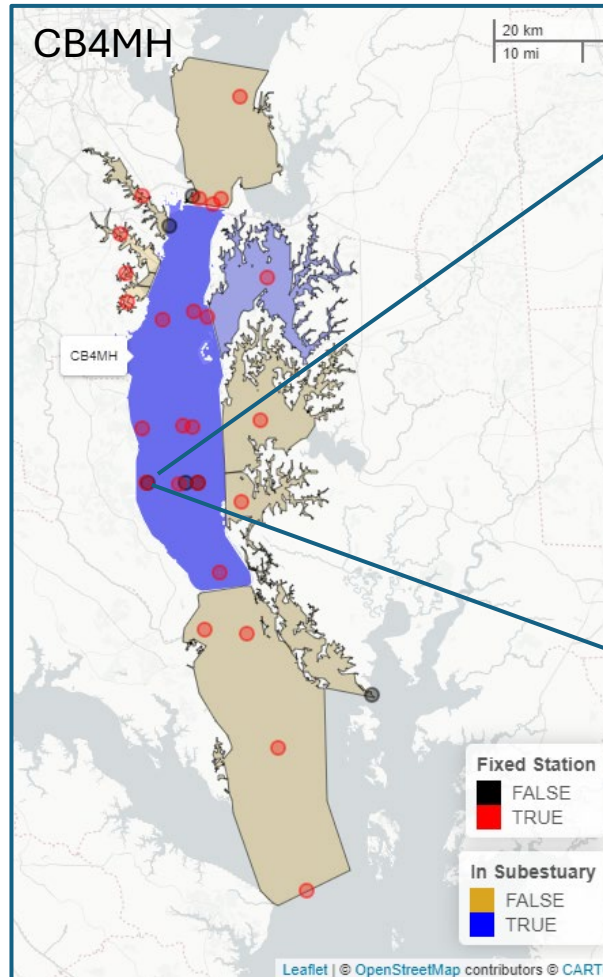 CB4MH
20 km
10 mi
CB4MH
Fixed Station
FALSE
TRUE
In Subestuary
FALSE
TRUE
Leaflet | © OpenStreetMap contributors © CART